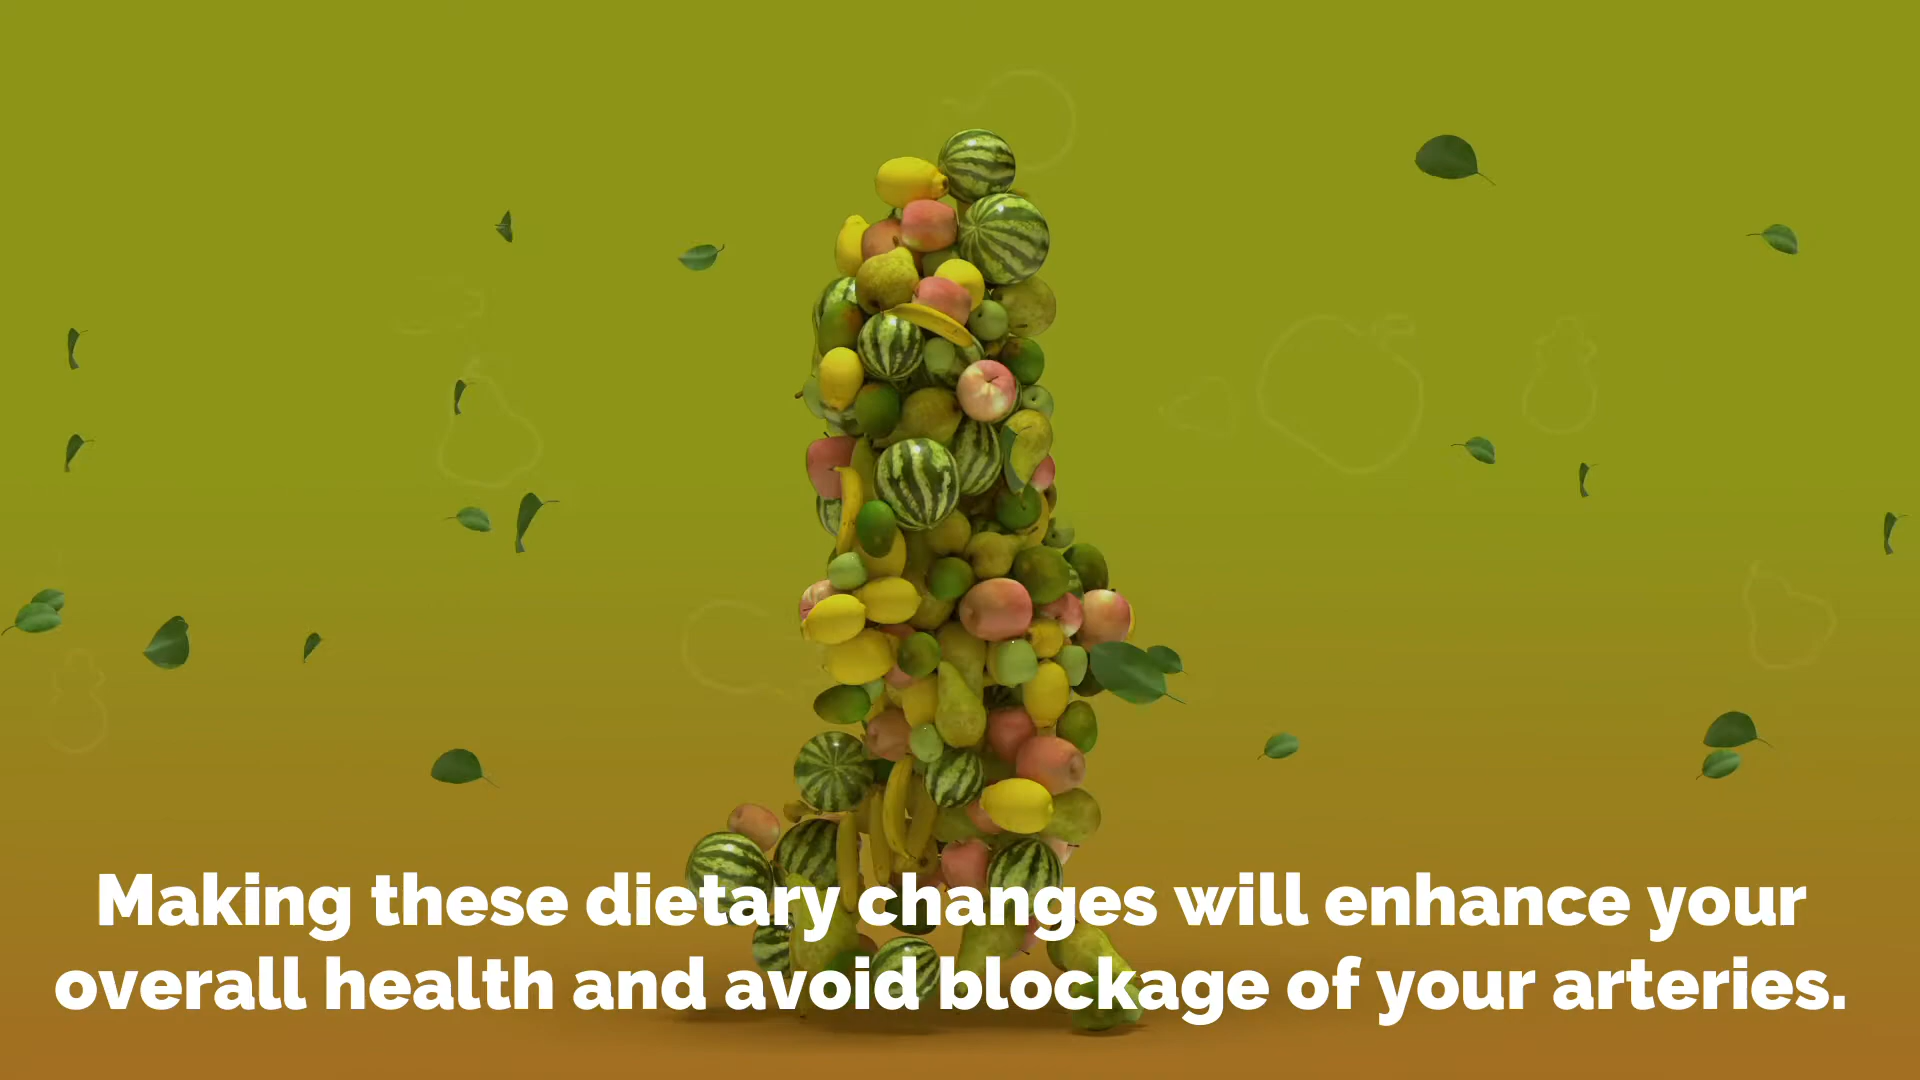 Making these dietary changes will enhance your
overall health and avoid blockage of your arteries.